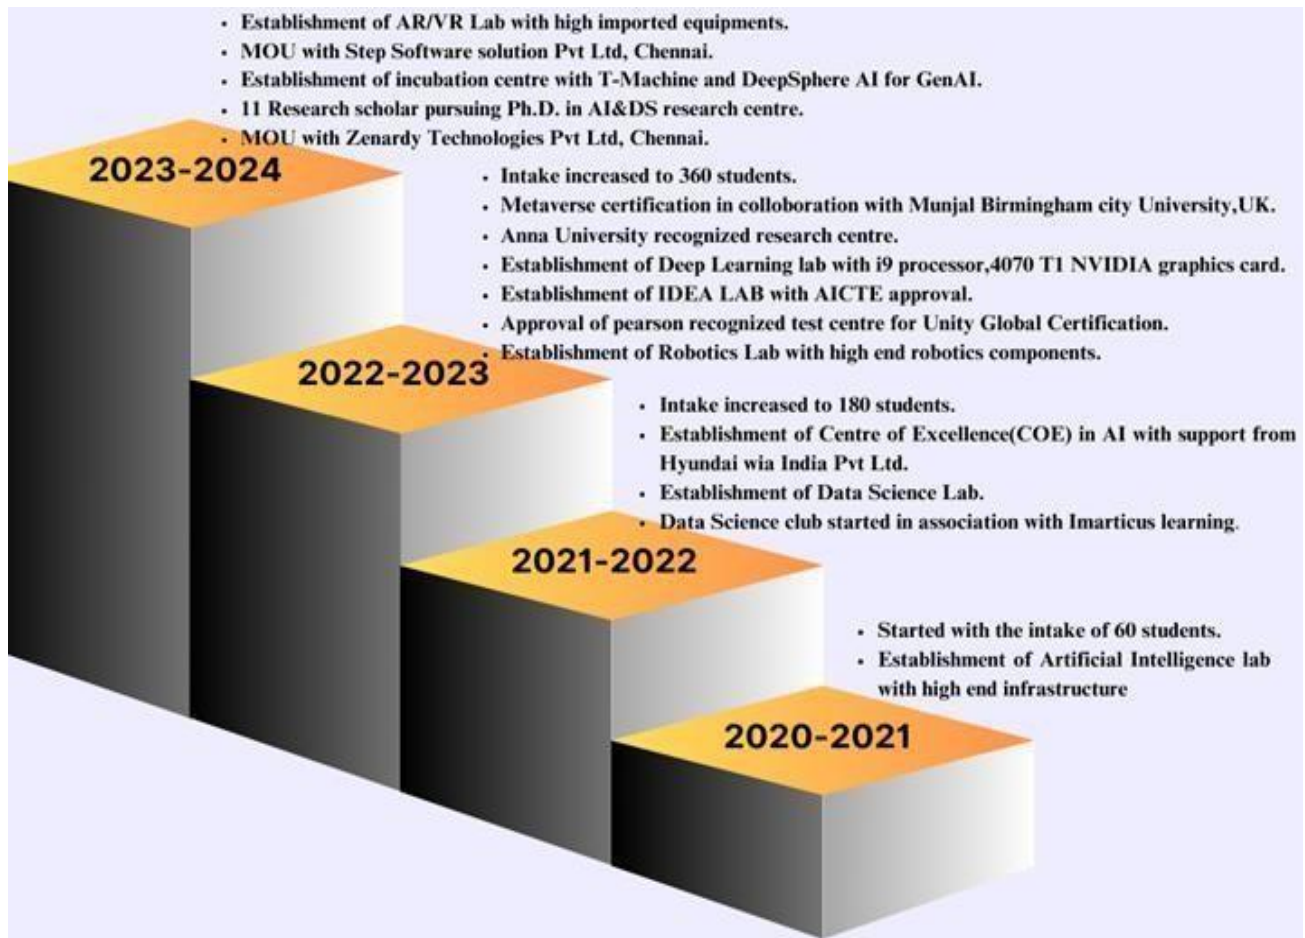 • Establishment of AR/VR Lab with high imported equipments.
• MOU with Step Software solution Pvt Ltd, Chennai.
• Establishment of incubation centre with T-Machine and DeepSphere AI for GenAI.
• 11 Research scholar pursuing Ph.D. in AI&DS research centre.
• MOU with Zenardy Technologies Pvt Ltd, Chennai.
2023-2024
• Intake increased to 360 students.
• Metaverse certification in colloboration with Munjal Birmingham city University,UK.
• Anna University recognized research centre.
• Establishment of Deep Learning lab with i9 processor,4070 T1 NVIDIA graphics card.
• Establishment of IDEA LAB with AICTE approval.
• Approval of pearson recognized test centre for Unity Global Certification.
• Establishment of Robotics Lab with high end robotics components.
2022-2023
• Intake increased to 180 students.
• Establishment of Centre of Excellence(COE) in AI with support from
Hyundai wia India Pvt Ltd.
• Establishment of Data Science Lab.
• Data Science club started in association with Imarticus learning.
2021-2022
• Started with the intake of 60 students.
• Establishment of Artificial Intelligence lab
with high end infrastructure
2020-2021